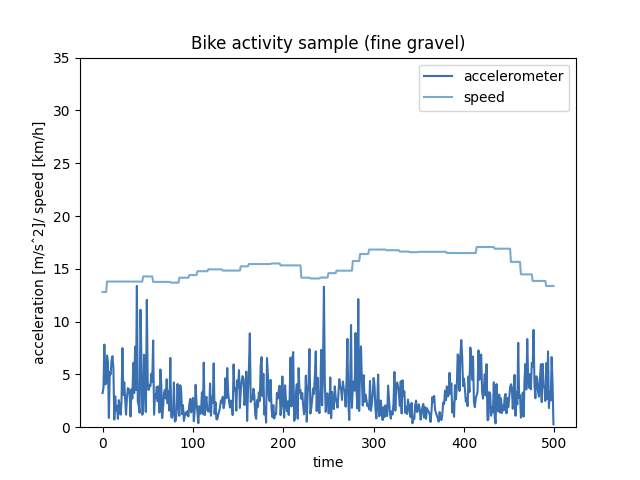 Bike activity sample (fine gravel)
accelerometer
speed
35
30
25
20
15
10
5
0
acceleration [m/s^2]/ speed [km/h]
0 100 200 300 400 500
time